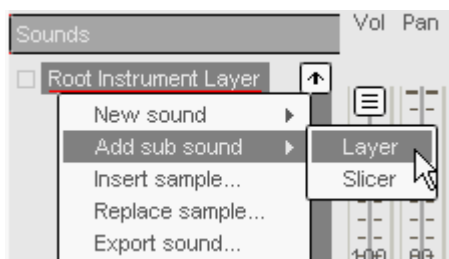 Sounds
Vol Pan
Root Instrument Layer
New sound
Add sub sound
Layer
Insert sample...
Slicer
Replace sample...
Export sound...